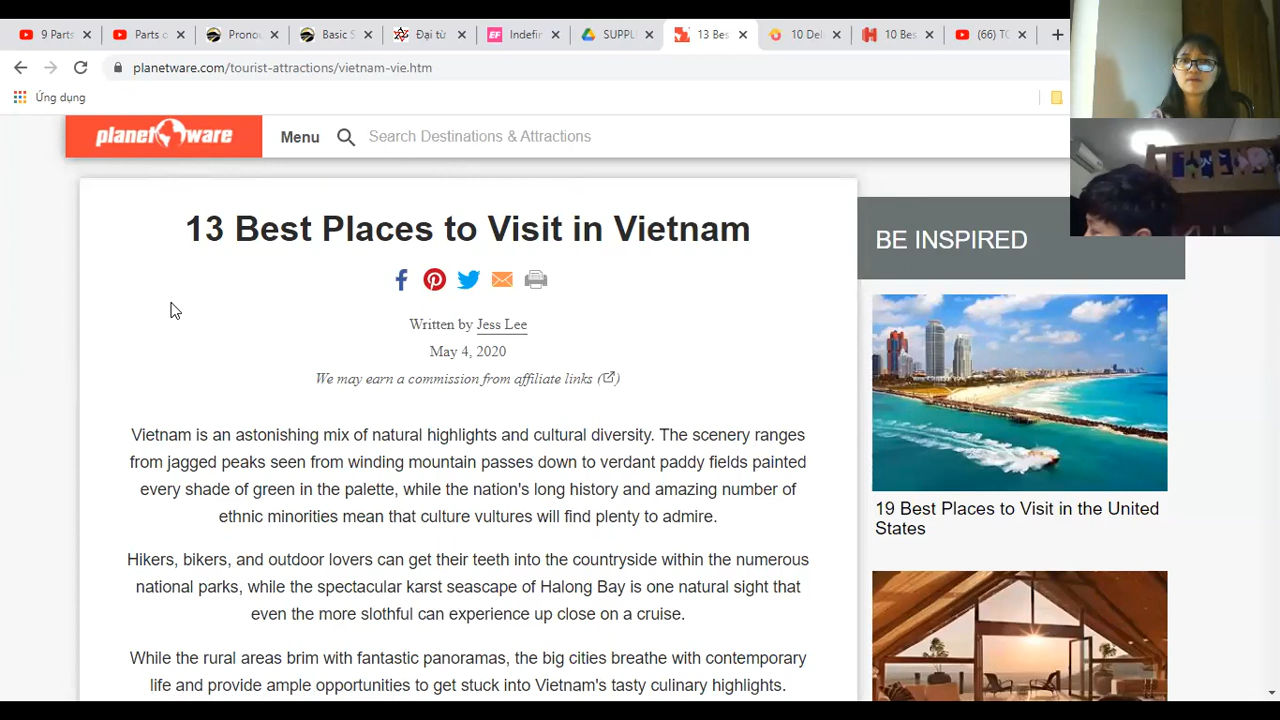 9 Parts
Parts o
Pronou
Basic S
Đại từ
Indefin
SUPPL
13 Bes
10 Del
10 Bes
(66) TC
planetware.com/tourist-attractions/vietnam-vie.htm
Ứng dụng
planetware
Menu
Search Destinations & Attractions
13 Best Places to Visit in Vietnam
Written by Jess Lee
May 4, 2020
We may earn a commission from affiliate links ( )
Vietnam is an astonishing mix of natural highlights and cultural diversity. The scenery ranges
from jagged peaks seen from winding mountain passes down to verdant paddy fields painted
every shade of green in the palette, while the nation's long history and amazing number of
ethnic minorities mean that culture vultures will find plenty to admire.
Hikers, bikers, and outdoor lovers can get their teeth into the countryside within the numerous
national parks, while the spectacular karst seascape of Halong Bay is one natural sight that
even the more slothful can experience up close on a cruise.
While the rural areas brim with fantastic panoramas, the big cities breathe with contemporary
life and provide ample opportunities to get stuck into Vietnam's tasty culinary highlights.
BE INSPIRED
19 Best Places to Visit in the United
States